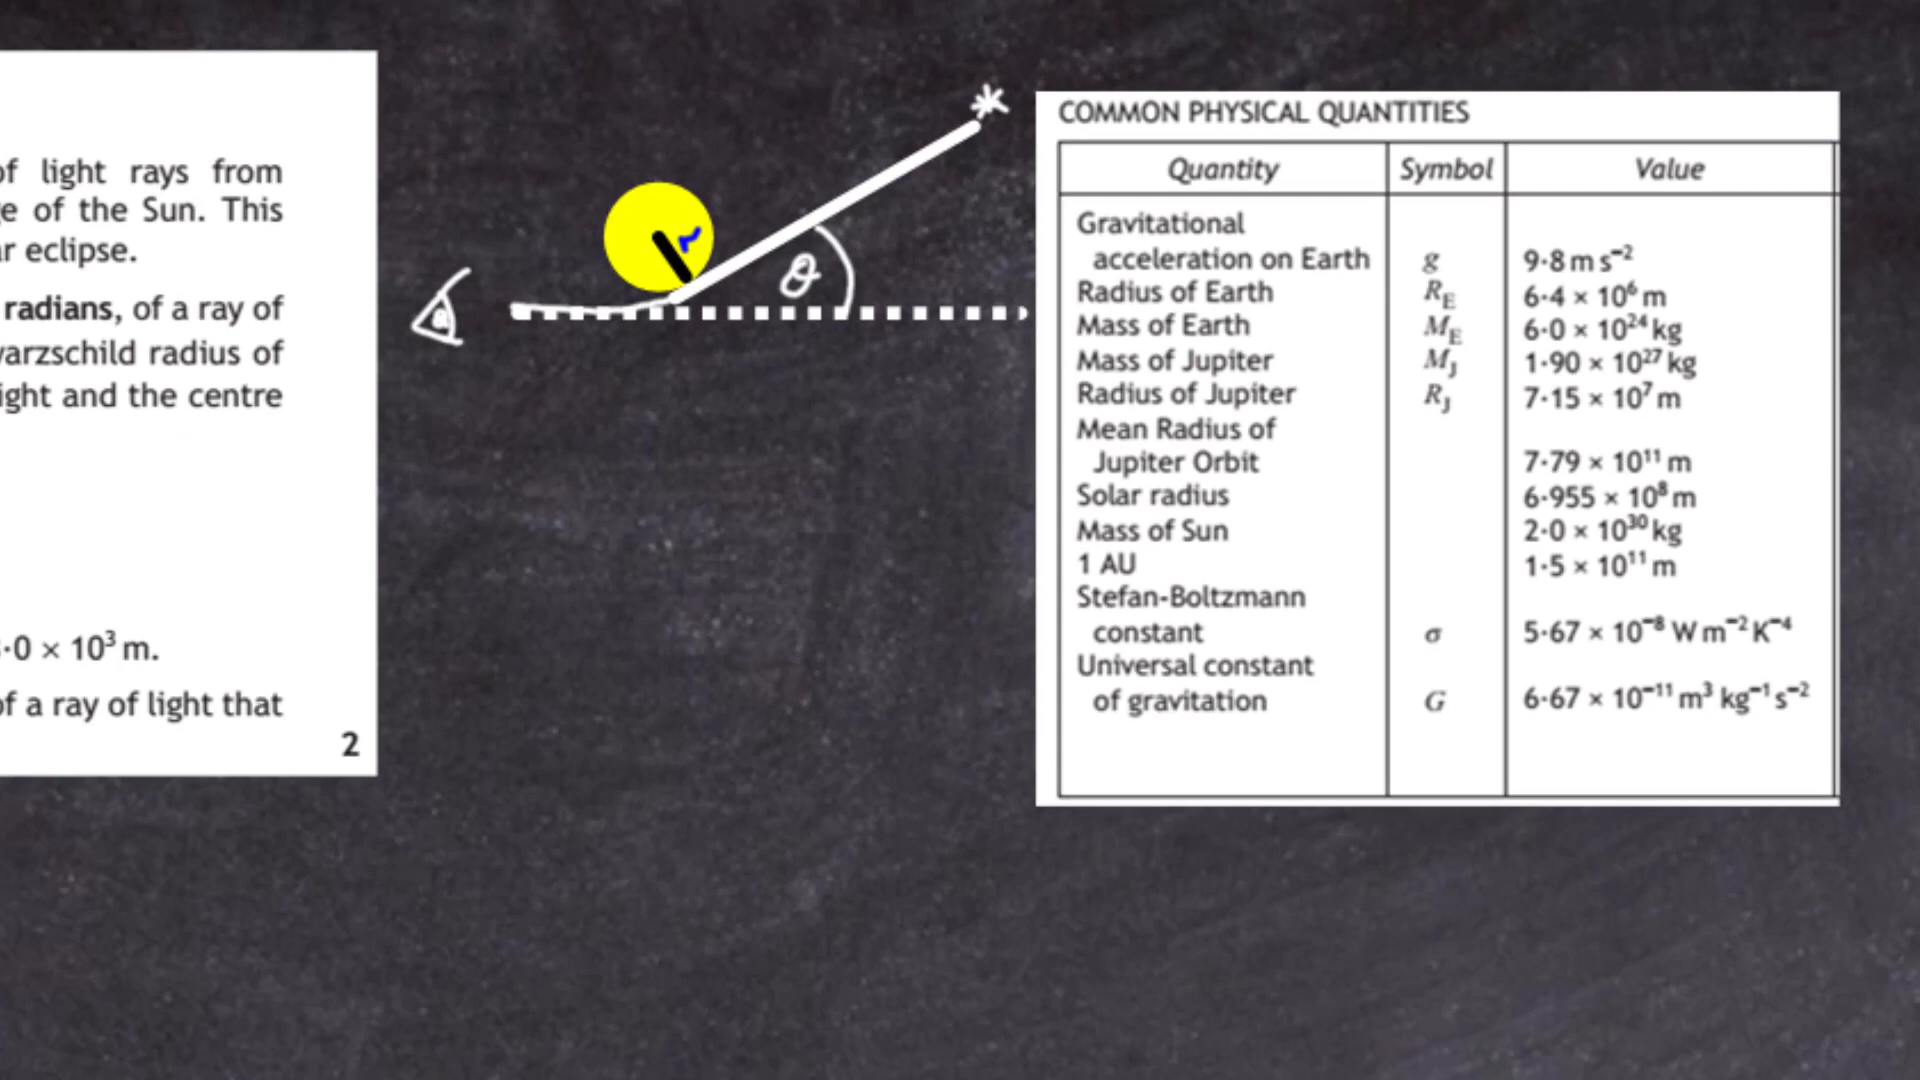 of light rays from
of the Sun. This
eclipse.
radians, of a ray of
radius of
and the centre
·0 × 10³ m.
of a ray of light that
2
r
θ
COMMON PHYSICAL QUANTITIES
Quantity Symbol Value
Gravitational
acceleration on Earth g 9·8 m s⁻²
Radius of Earth R_E 6·4 × 10⁶ m
Mass of Earth M_E 6·0 × 10²⁴ kg
Mass of Jupiter M_J 1·90 × 10²⁷ kg
Radius of Jupiter R_J 7·15 × 10⁷ m
Mean Radius of
Jupiter Orbit 7·79 × 10¹¹ m
Solar radius 6·955 × 10⁸ m
Mass of Sun 2·0 × 10³⁰ kg
1 AU 1·5 × 10¹¹ m
Stefan-Boltzmann
constant σ 5·67 × 10⁻⁸ W m⁻² K⁻⁴
Universal constant
of gravitation G 6·67 × 10⁻¹¹ m³ kg⁻¹ s⁻²